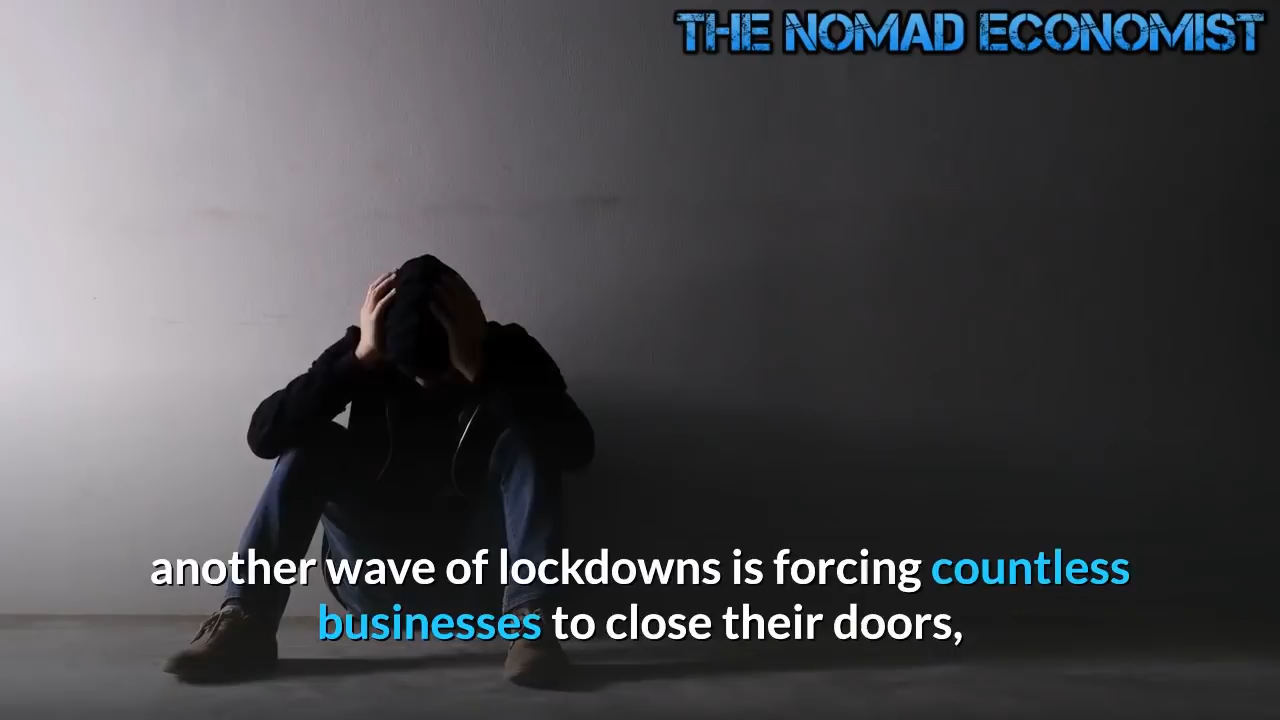 THE NOMAD ECONOMIST
another wave of lockdowns is forcing countless
businesses to close their doors,